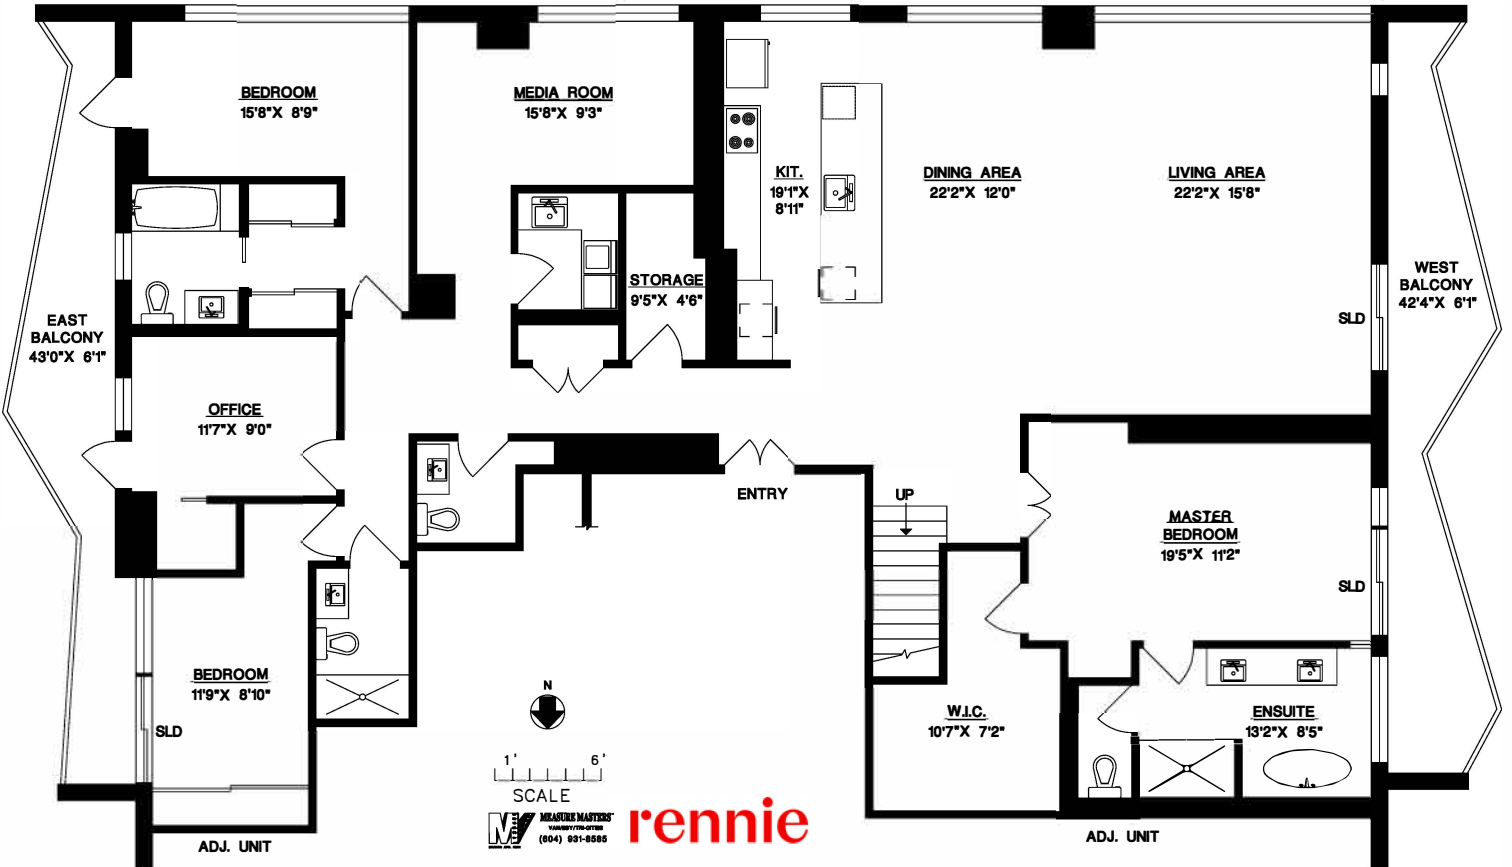 BEDROOM
15'8"X 8'9"
MEDIA ROOM
15'8"X 9'3"
KIT.
19'1"X
8'11"
DINING AREA
22'2"X 12'0"
LIVING AREA
22'2"X 15'8"
STORAGE
9'5"X 4'6"
WEST
BALCONY
42'4"X 6'1"
SLD
EAST
BALCONY
43'0"X 6'1"
OFFICE
11'7"X 9'0"
ENTRY
UP
MASTER
BEDROOM
19'5"X 11'2"
SLD
BEDROOM
11'9"X 8'10"
SLD
N
W.I.C.
10'7"X 7'2"
ENSUITE
13'2"X 8'5"
1' 6'
SCALE
MEASURE MASTERS
(604) 931-8585
rennie
ADJ. UNIT
ADJ. UNIT